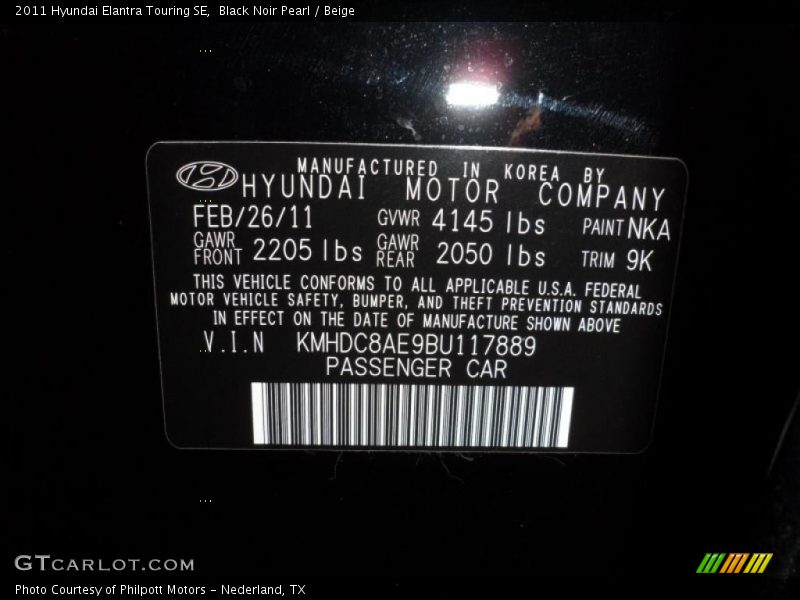 2011 Hyundai Elantra Touring SE,  Black Noir Pearl / Beige
MANUFACTURED IN KOREA BY
HYUNDAI MOTOR COMPANY
FEB/26/11 GVWR 4145 lbs PAINT NKA
GAWR FRONT 2205 lbs GAWR REAR 2050 lbs TRIM 9K
THIS VEHICLE CONFORMS TO ALL APPLICABLE U.S.A. FEDERAL
MOTOR VEHICLE SAFETY, BUMPER, AND THEFT PREVENTION STANDARDS
IN EFFECT ON THE DATE OF MANUFACTURE SHOWN ABOVE
V.I.N KMHDC8AE9BU117889
PASSENGER CAR
GTCARLOT.COM
Photo Courtesy of Philpott Motors - Nederland, TX